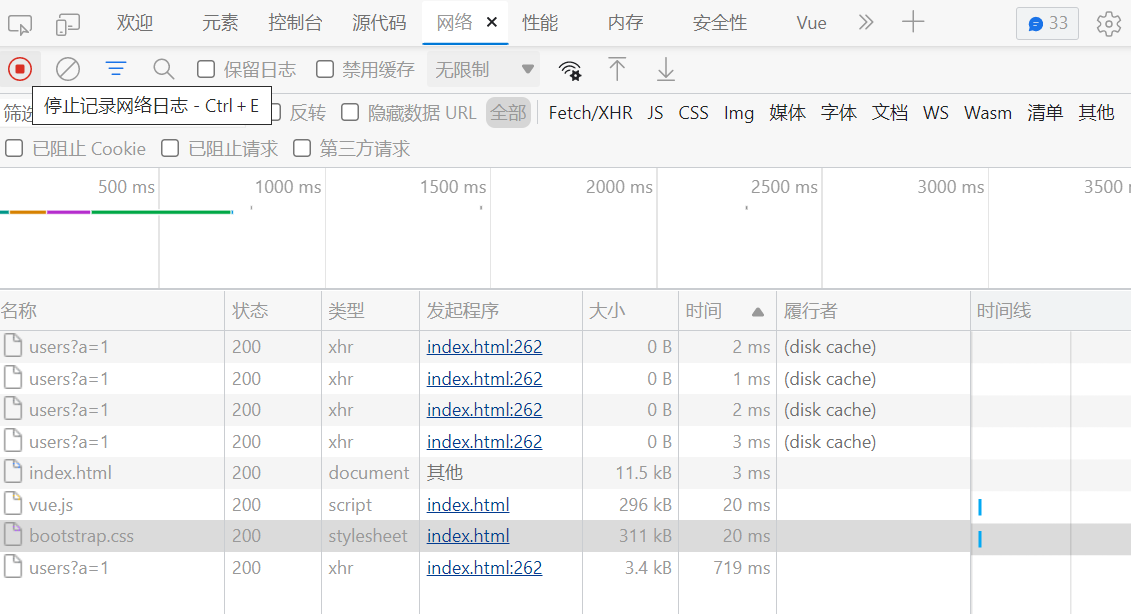 欢迎 元素 控制台 源代码 网络 性能 内存 安全性 Vue 33
保留日志 禁用缓存 无限制
筛选 停止记录网络日志 - Ctrl + E 反转 隐藏数据 URL 全部 Fetch/XHR JS CSS Img 媒体 字体 文档 WS Wasm 清单 其他
已阻止 Cookie 已阻止请求 第三方请求
500 ms 1000 ms 1500 ms 2000 ms 2500 ms 3000 ms 3500
名称 状态 类型 发起程序 大小 时间 履行者 时间线
users?a=1 200 xhr index.html:262 0 B 2 ms (disk cache)
users?a=1 200 xhr index.html:262 0 B 1 ms (disk cache)
users?a=1 200 xhr index.html:262 0 B 2 ms (disk cache)
users?a=1 200 xhr index.html:262 0 B 3 ms (disk cache)
index.html 200 document 其他 11.5 kB 3 ms
vue.js 200 script index.html 296 kB 20 ms
bootstrap.css 200 stylesheet index.html 311 kB 20 ms
users?a=1 200 xhr index.html:262 3.4 kB 719 ms